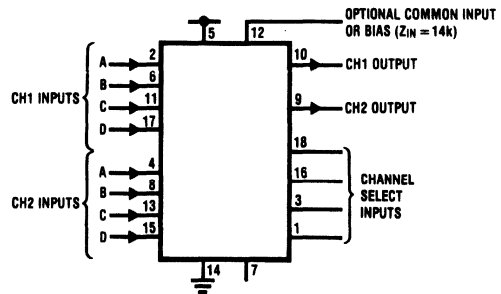 OPTIONAL COMMON INPUT
OR BIAS (ZIN = 14k)
5
12
CH1 INPUTS
A 2
B 6
C 11
D 17
10 CH1 OUTPUT
9 CH2 OUTPUT
CH2 INPUTS
A 4
B 8
C 13
D 15
18
16
3
1
CHANNEL
SELECT
INPUTS
14
7